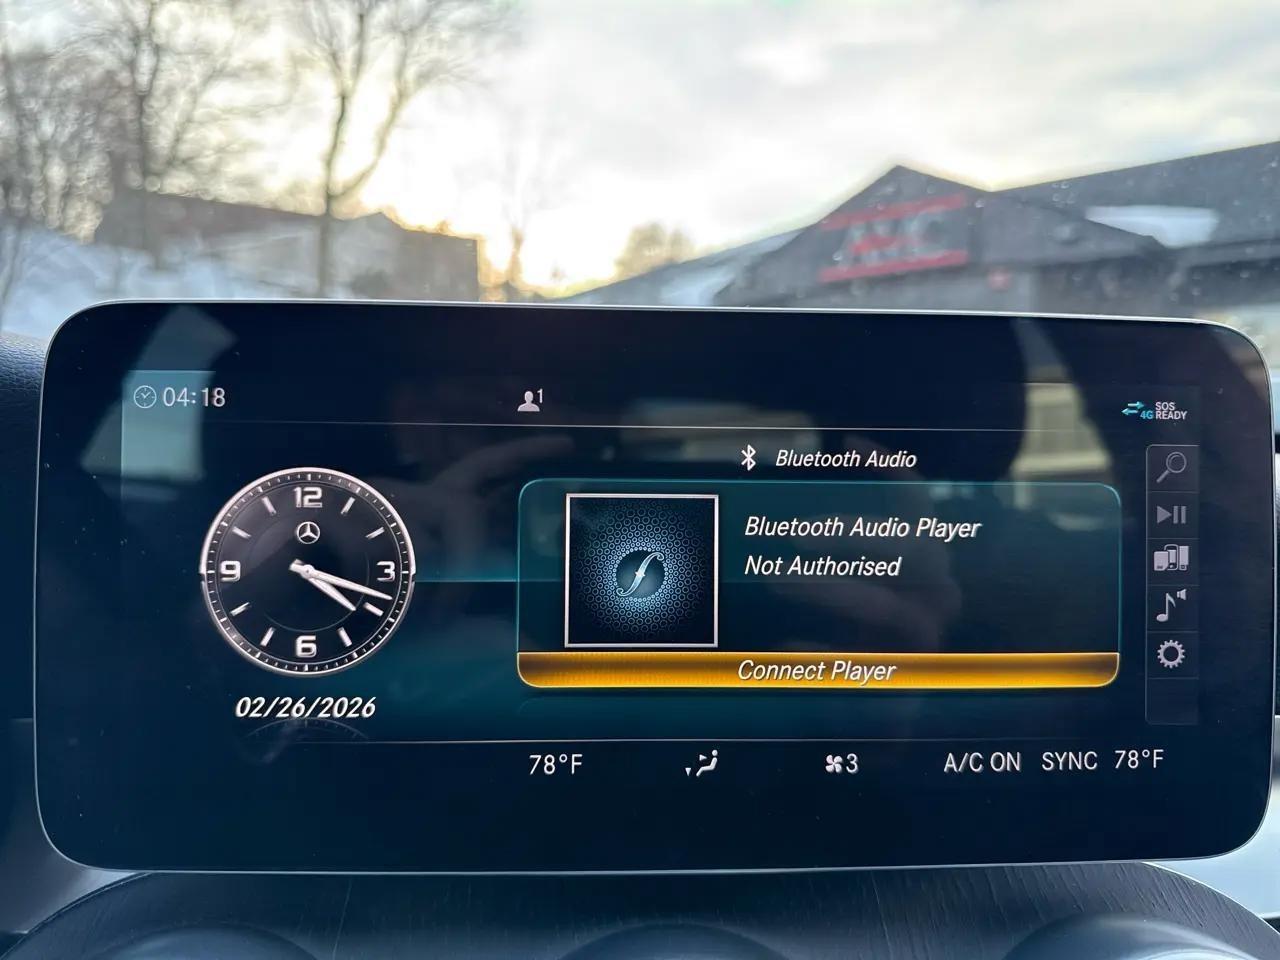 04:18
1
4G
SOS
READY
Bluetooth Audio
12
3
6
9
Bluetooth Audio Player
Not Authorised
Connect Player
02/26/2026
78°F
3
A/C ON
SYNC
78°F